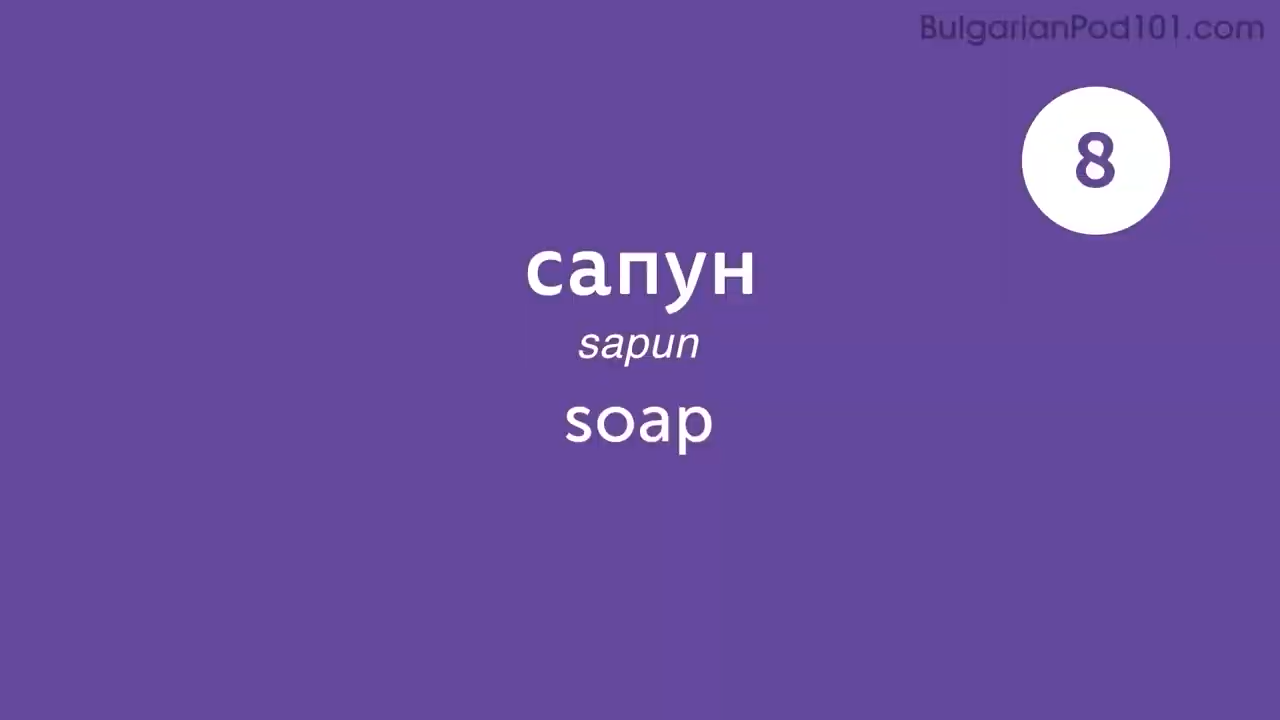 BulgarianPod101.com
8
сапун
sapun
soap